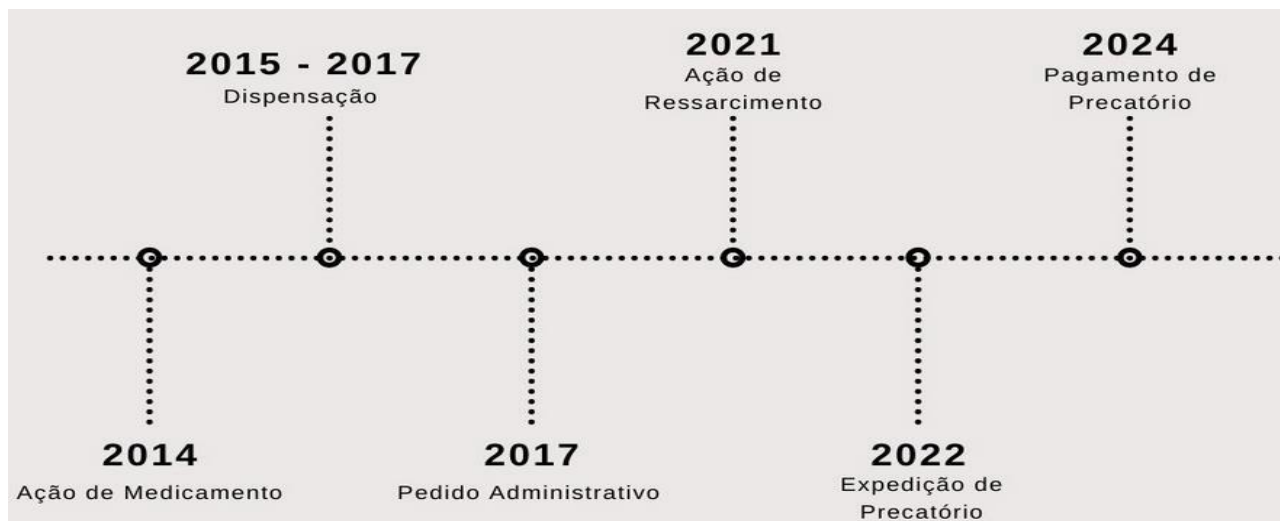 2015 - 2017
Dispensação
2021
Ação de
Ressarcimento
2024
Pagamento de
Precatório
2014
Ação de Medicamento
2017
Pedido Administrativo
2022
Expedição de
Precatório